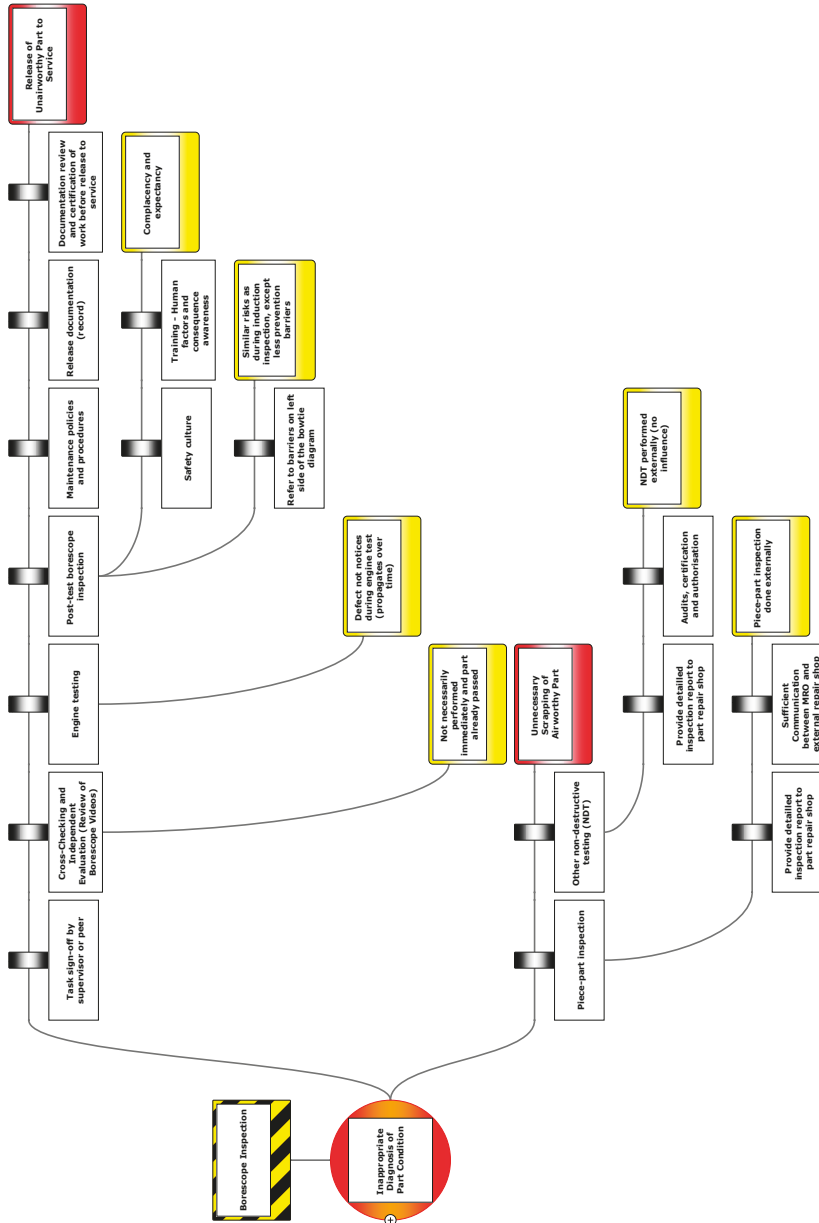 Task sign-off by
supervisor or peer
Cross-Checking and
Independent
Evaluation (Review of
Borescope Videos)
Engine testing
Post-test borescope
inspection
Maintenance policies
and procedures
Release documentation
(record)
Documentation review
and certification of
work before release to
service
Release of
Unairworthy Part to
Service
Safety culture
Training - Human
factors and
consequence
awareness
Complacency and
expectancy
Borescope Inspection
Refer to barriers on left
side of the bowtie
diagram
Similar risks as
during induction
inspection, except
less prevention
barriers
Inappropriate
Diagnosis of
Part Condition
Defect not notices
during engine test
(propagates over
time)
Not necessarily
performed
immediately and part
already passed
Piece-part inspection
Other non-destructive
testing (NDT)
Unnecessary
Scrapping of
Airworthy Part
Provide detailled
inspection report to
part repair shop
Audits, certification
and authorisation
NDT performed
externally (no
influence)
Provide detailled
inspection report to
part repair shop
Sufficient
Communication
between MRO and
external repair shop
Piece-part inspection
done externally